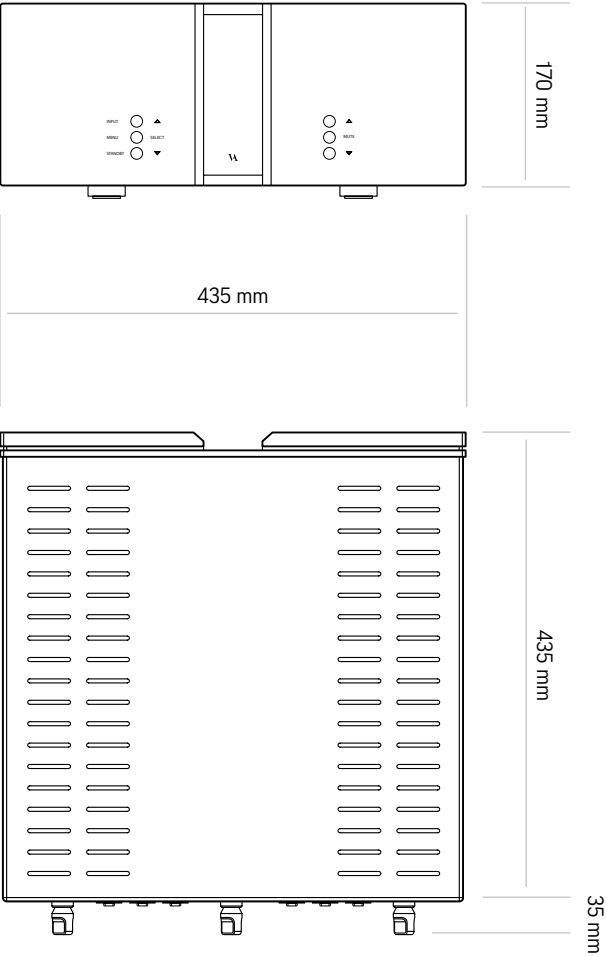 170 mm
INPUT
MENU SELECT
STANDBY
MUTE
VA
435 mm
435 mm
35 mm